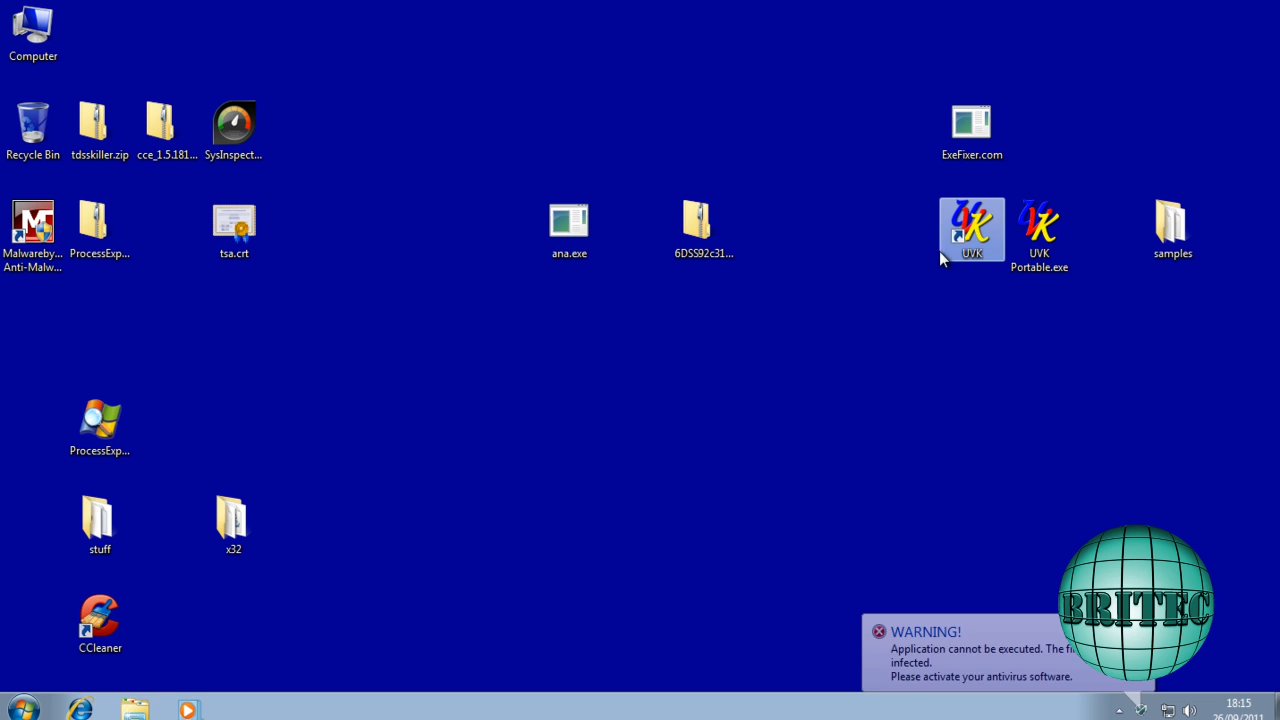 Computer
Recycle Bin
tdsskiller.zip
cce_1.5.181...
SysInspect...
ExeFixer.com
Malwareby...
Anti-Malw...
ProcessExp...
tsa.crt
ana.exe
6DSS92c31...
UVK
UVK
Portable.exe
samples
ProcessExp...
stuff
x32
CCleaner
BRITEC
WARNING!
Application cannot be executed. The
infected.
Please activate your antivirus software.
18:15
26/09/2011